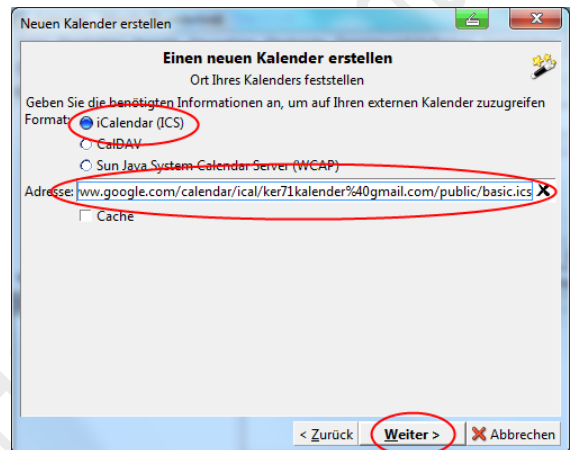 Neuen Kalender erstellen
Einen neuen Kalender erstellen
Ort Ihres Kalenders feststellen
Geben Sie die benötigten Informationen an, um auf Ihren externen Kalender zuzugreifen
Format: iCalendar (ICS)
CalDAV
Sun Java System Calendar Server (WCAP)
Adresse: ww.google.com/calendar/ical/ker71kalender%40gmail.com/public/basic.ics
Cache
< Zurück Weiter > Abbrechen